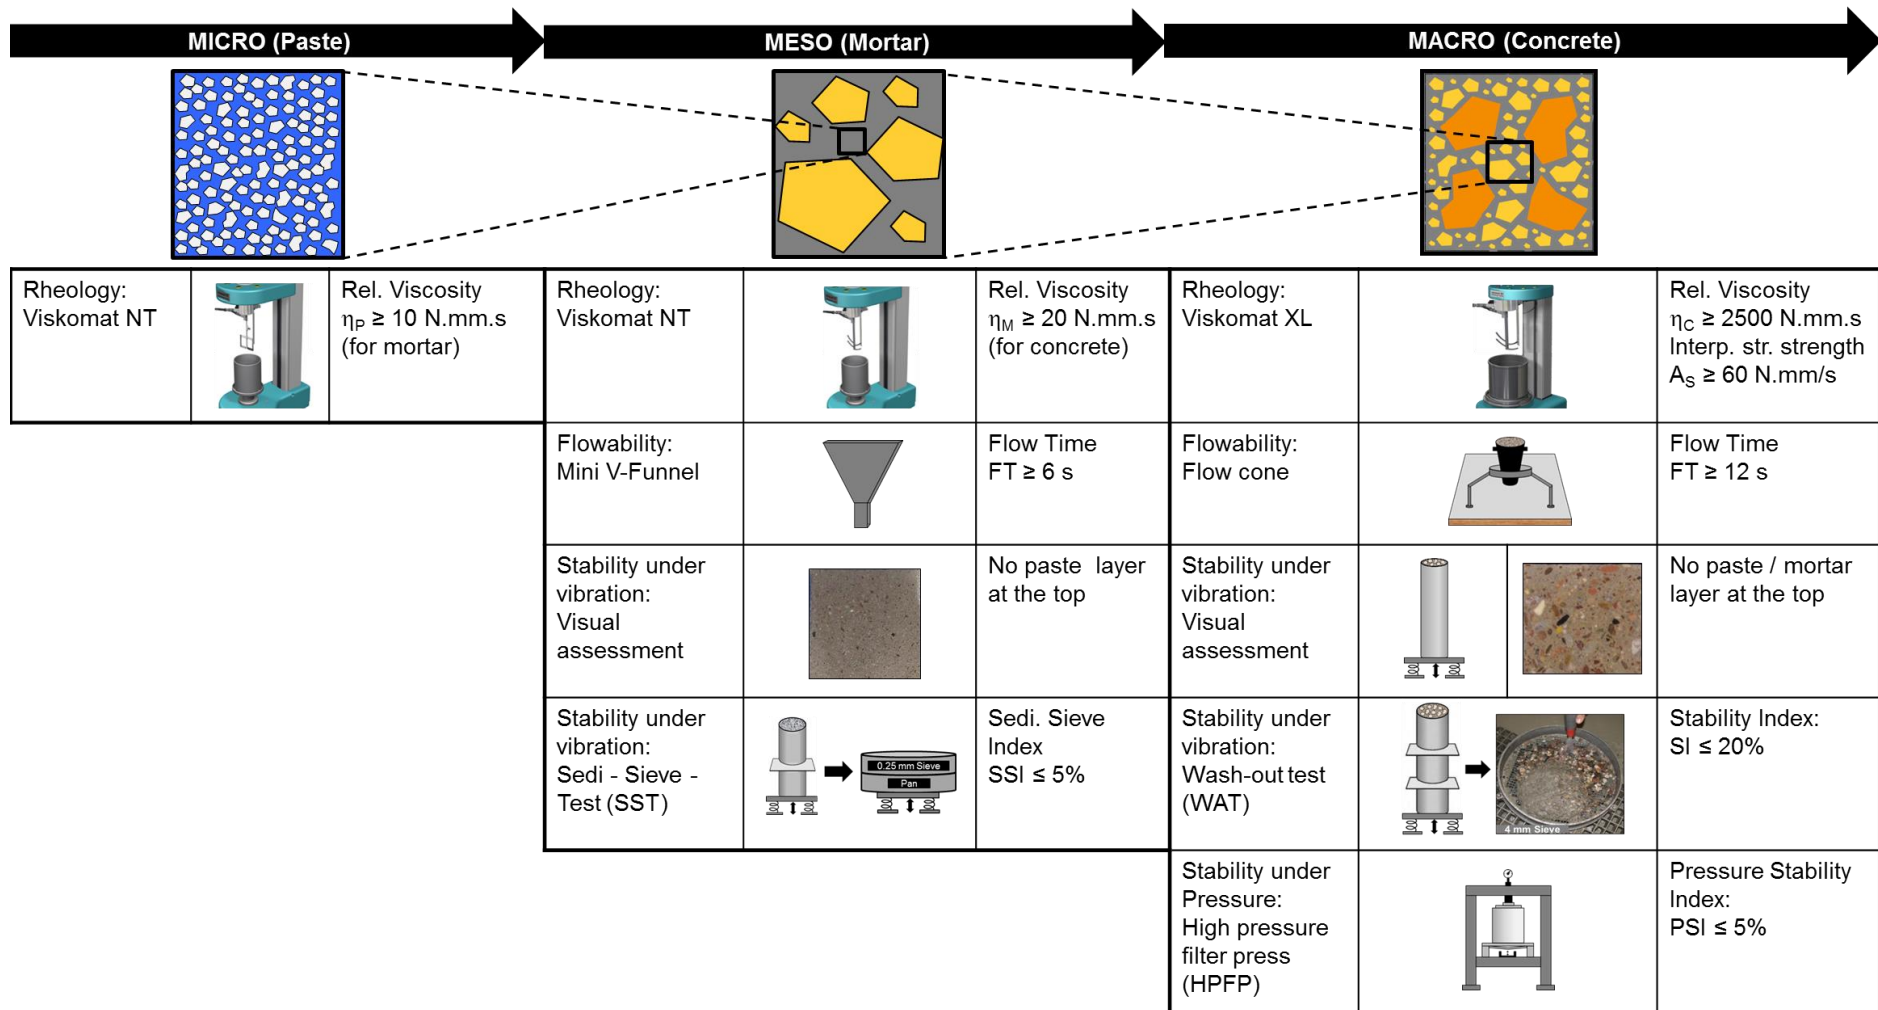 MICRO (Paste)
MESO (Mortar)
MACRO (Concrete)
Rheology:
Viskomat NT
Rel. Viscosity
ηP ≥ 10 N.mm.s
(for mortar)
Rheology:
Viskomat NT
Rel. Viscosity
ηM ≥ 20 N.mm.s
(for concrete)
Rheology:
Viskomat XL
Rel. Viscosity
ηC ≥ 2500 N.mm.s
Interp. str. strength
AS ≥ 60 N.mm/s
Flowability:
Mini V-Funnel
Flow Time
FT ≥ 6 s
Flowability:
Flow cone
Flow Time
FT ≥ 12 s
Stability under
vibration:
Visual
assessment
No paste layer
at the top
Stability under
vibration:
Visual
assessment
No paste / mortar
layer at the top
Stability under
vibration:
Sedi - Sieve -
Test (SST)
0.25 mm Sieve
Pan
Sedi. Sieve
Index
SSI ≤ 5%
Stability under
vibration:
Wash-out test
(WAT)
4 mm Sieve
Stability Index:
SI ≤ 20%
Stability under
Pressure:
High pressure
filter press
(HPFP)
Pressure Stability
Index:
PSI ≤ 5%